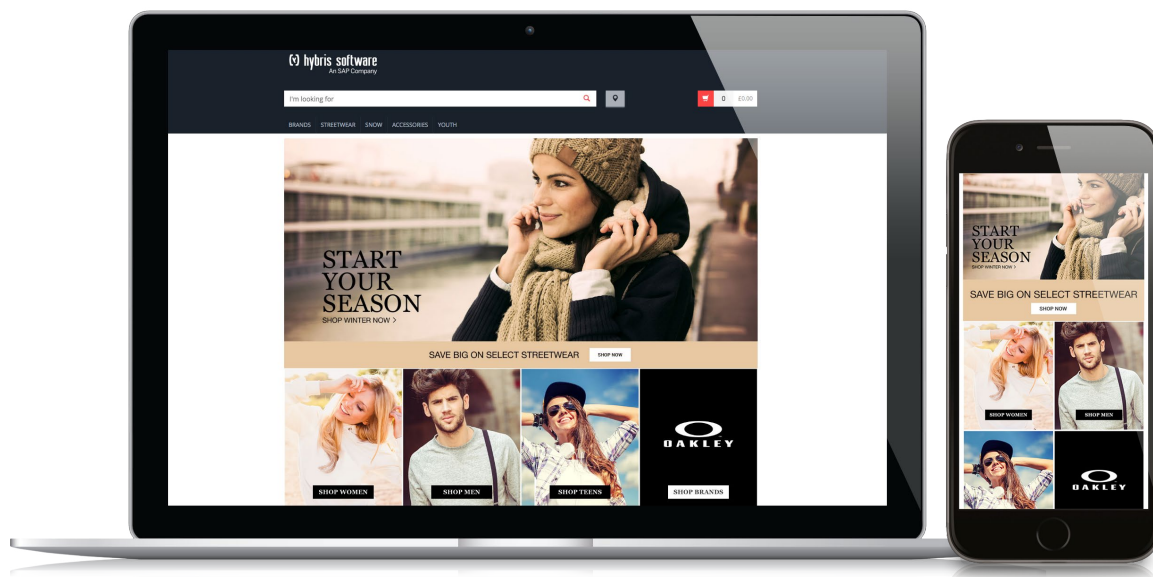 (y) hybris software
An SAP Company
I'm looking for
0 £0.00
BRANDS STREETWEAR SNOW ACCESSORIES YOUTH
START
YOUR
SEASON
SHOP WINTER NOW >
SAVE BIG ON SELECT STREETWEAR SHOP NOW
OAKLEY
SHOP WOMEN SHOP MEN SHOP TEENS SHOP BRANDS
START
YOUR
SEASON
SHOP WINTER NOW >
SAVE BIG ON SELECT STREETWEAR
SHOP NOW
SHOP WOMEN SHOP MEN
OAKLEY